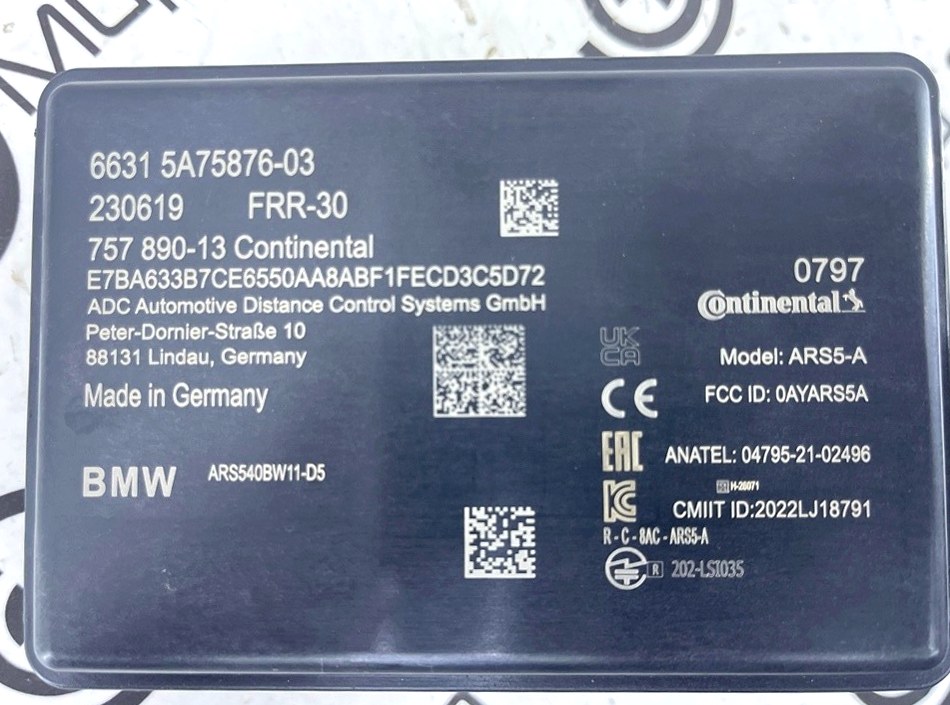 6631 5A75876-03
230619 FRR-30
757 890-13 Continental
E7BA633B7CE6550AA8ABF1FECD3C5D72
ADC Automotive Distance Control Systems GmbH
Peter-Dornier-Straße 10
88131 Lindau, Germany
Made in Germany
BMW ARS540BW11-D5
0797
Continental
UK
CA
Model: ARS5-A
CE
FCC ID: 0AYARS5A
EAC
ANATEL: 04795-21-02496
H-26071
KC
CMIIT ID:2022LJ18791
R-C-8AC-ARS5-A
R 202-LSI035